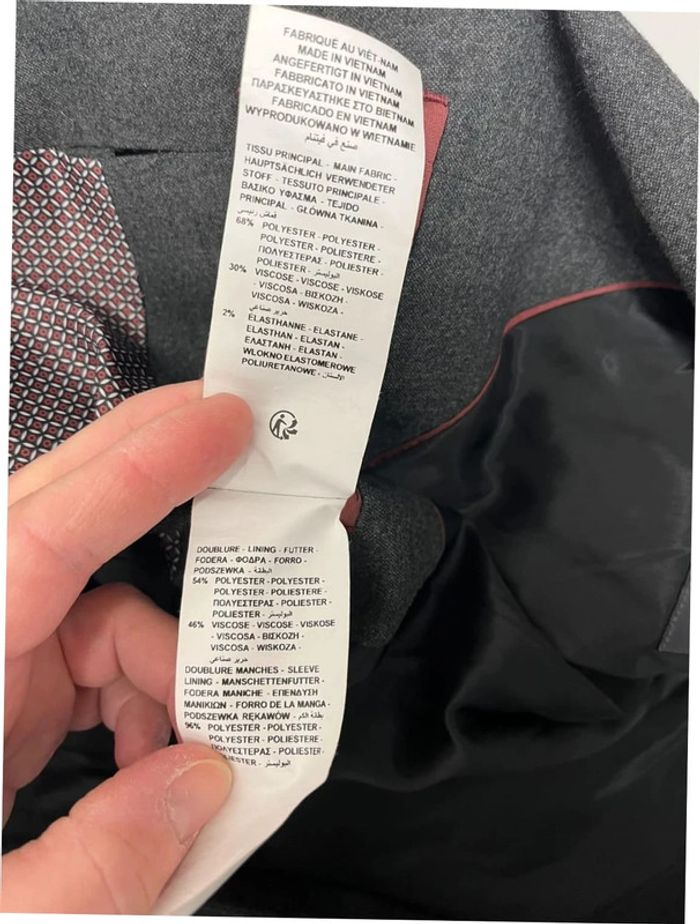 FABRIQUÉ AU VIÊT-NAM
MADE IN VIETNAM
ANGEFERTIGT IN VIETNAM
FABBRICATO IN VIETNAM
ΠΑΡΑΣΚΕΥΑΣΤΗΚΕ ΣΤΟ ΒΙΕΤΝΑΜ
FABRICADO EN VIETNAM
WYPRODUKOWANO W WIETNAMIE
صنع في فيتنام
TISSU PRINCIPAL - MAIN FABRIC -
HAUPTSÄCHLICH VERWENDETER
STOFF - TESSUTO PRINCIPALE -
ΒΑΣΙΚΟ ΥΦΑΣΜΑ - TEJIDO
PRINCIPAL - GŁÓWNA TKANINA -
قماش رئيسي
68% POLYESTER - POLYESTER -
POLYESTER - POLIESTERE -
ΠΟΛΥΕΣΤΕΡΑΣ - POLIESTER -
POLIESTER - البوليستر
30% VISCOSE - VISCOSE - VISKOSE
- VISCOSA - ΒΙΣΚΟΖΗ -
VISCOSA - WISKOZA -
حرير صناعي
2% ELASTHANNE - ELASTANE -
ELASTHAN - ELASTAN -
ΕΛΑΣΤΑΝΗ - ELASTAN -
WLOKNO ELASTOMEROWE
POLIURETANOWE - الالستان
DOUBLURE - LINING - FUTTER -
FODERA - ΦΟΔΡΑ - FORRO -
PODSZEWKA - البطانة
54% POLYESTER - POLYESTER -
POLYESTER - POLIESTERE -
ΠΟΛΥΕΣΤΕΡΑΣ - POLIESTER -
POLIESTER - البوليستر
46% VISCOSE - VISCOSE - VISKOSE
- VISCOSA - ΒΙΣΚΟΖΗ -
VISCOSA - WISKOZA -
حرير صناعي
DOUBLURE MANCHES - SLEEVE
LINING - MANSCHETTENFUTTER -
FODERA MANICHE - ΕΠΕΝΔΥΣΗ
ΜΑΝΙΚΙΩΝ - FORRO DE LA MANGA -
PODSZEWKA RĘKAWÓW - بطانة الكم
96% POLYESTER - POLYESTER -
POLYESTER - POLIESTERE -
ΠΟΛΥΕΣΤΕΡΑΣ - POLIESTER -
البوليستر